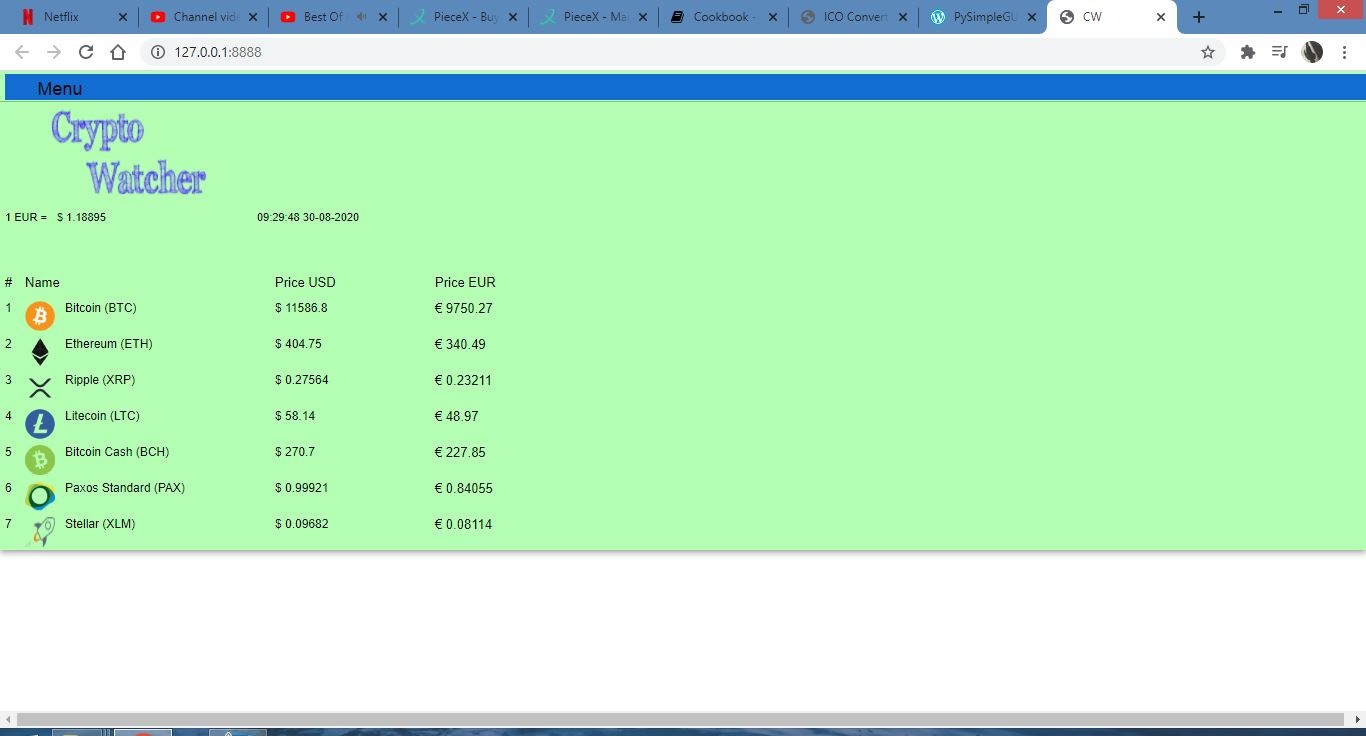 Netflix Channel vid Best Of PieceX - Buy PieceX - Ma Cookbook - ICO Convert PySimpleGU CW
127.0.0.1:8888
Menu
Crypto
Watcher
1 EUR = $ 1.18895 09:29:48 30-08-2020
# Name Price USD Price EUR
1 Bitcoin (BTC) $ 11586.8 € 9750.27
2 Ethereum (ETH) $ 404.75 € 340.49
3 Ripple (XRP) $ 0.27564 € 0.23211
4 Litecoin (LTC) $ 58.14 € 48.97
5 Bitcoin Cash (BCH) $ 270.7 € 227.85
6 Paxos Standard (PAX) $ 0.99921 € 0.84055
7 Stellar (XLM) $ 0.09682 € 0.08114